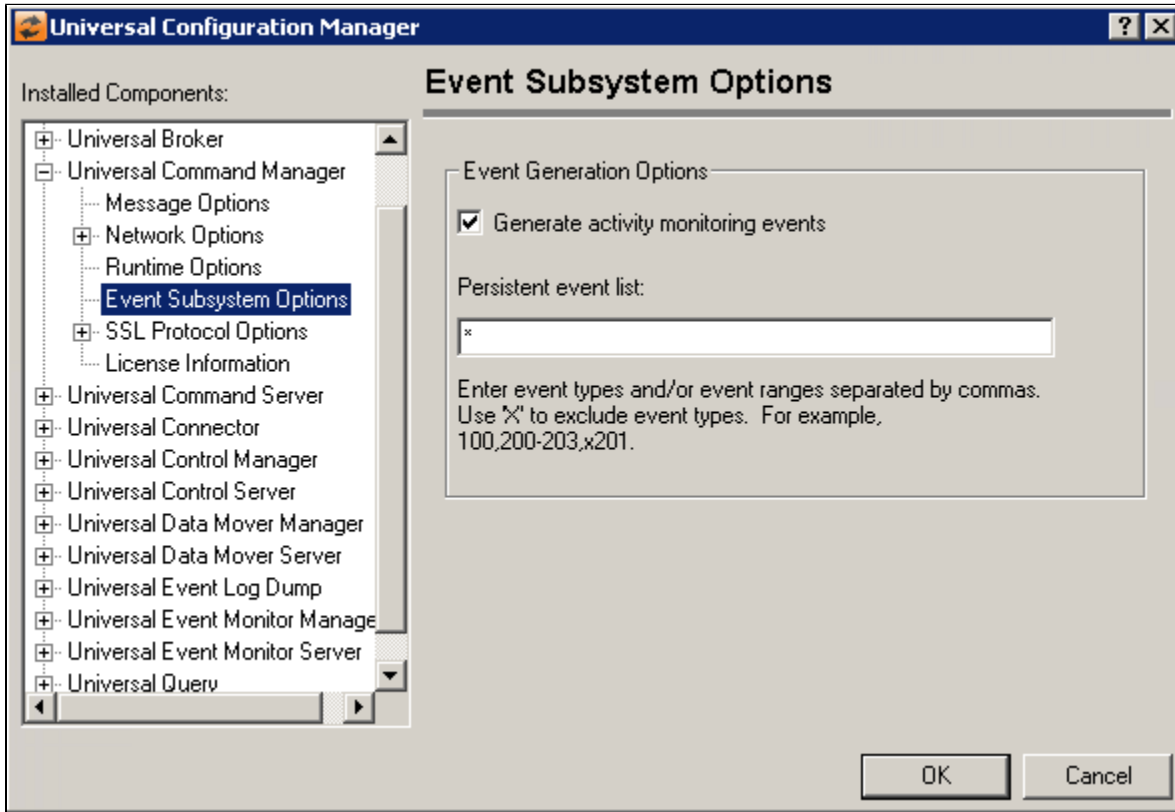 Universal Configuration Manager
Installed Components:
Universal Broker
Universal Command Manager
Message Options
Network Options
Runtime Options
Event Subsystem Options
SSL Protocol Options
License Information
Universal Command Server
Universal Connector
Universal Control Manager
Universal Control Server
Universal Data Mover Manager
Universal Data Mover Server
Universal Event Log Dump
Universal Event Monitor Manage
Universal Event Monitor Server
Universal Query
Event Subsystem Options
Event Generation Options
Generate activity monitoring events
Persistent event list:
*
Enter event types and/or event ranges separated by commas.
Use 'X' to exclude event types. For example,
100,200-203,x201.
OK
Cancel